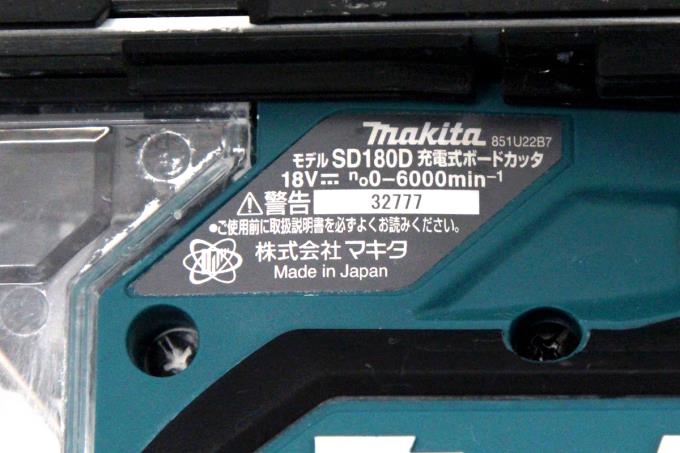 makita 851U22B7
モデル SD180D 充電式ボードカッタ
18V⎓ n₀0-6000min⁻¹
⚠警告 32777
●ご使用前に取扱説明書を必ずよくお読みください。
株式会社マキタ
Made in Japan